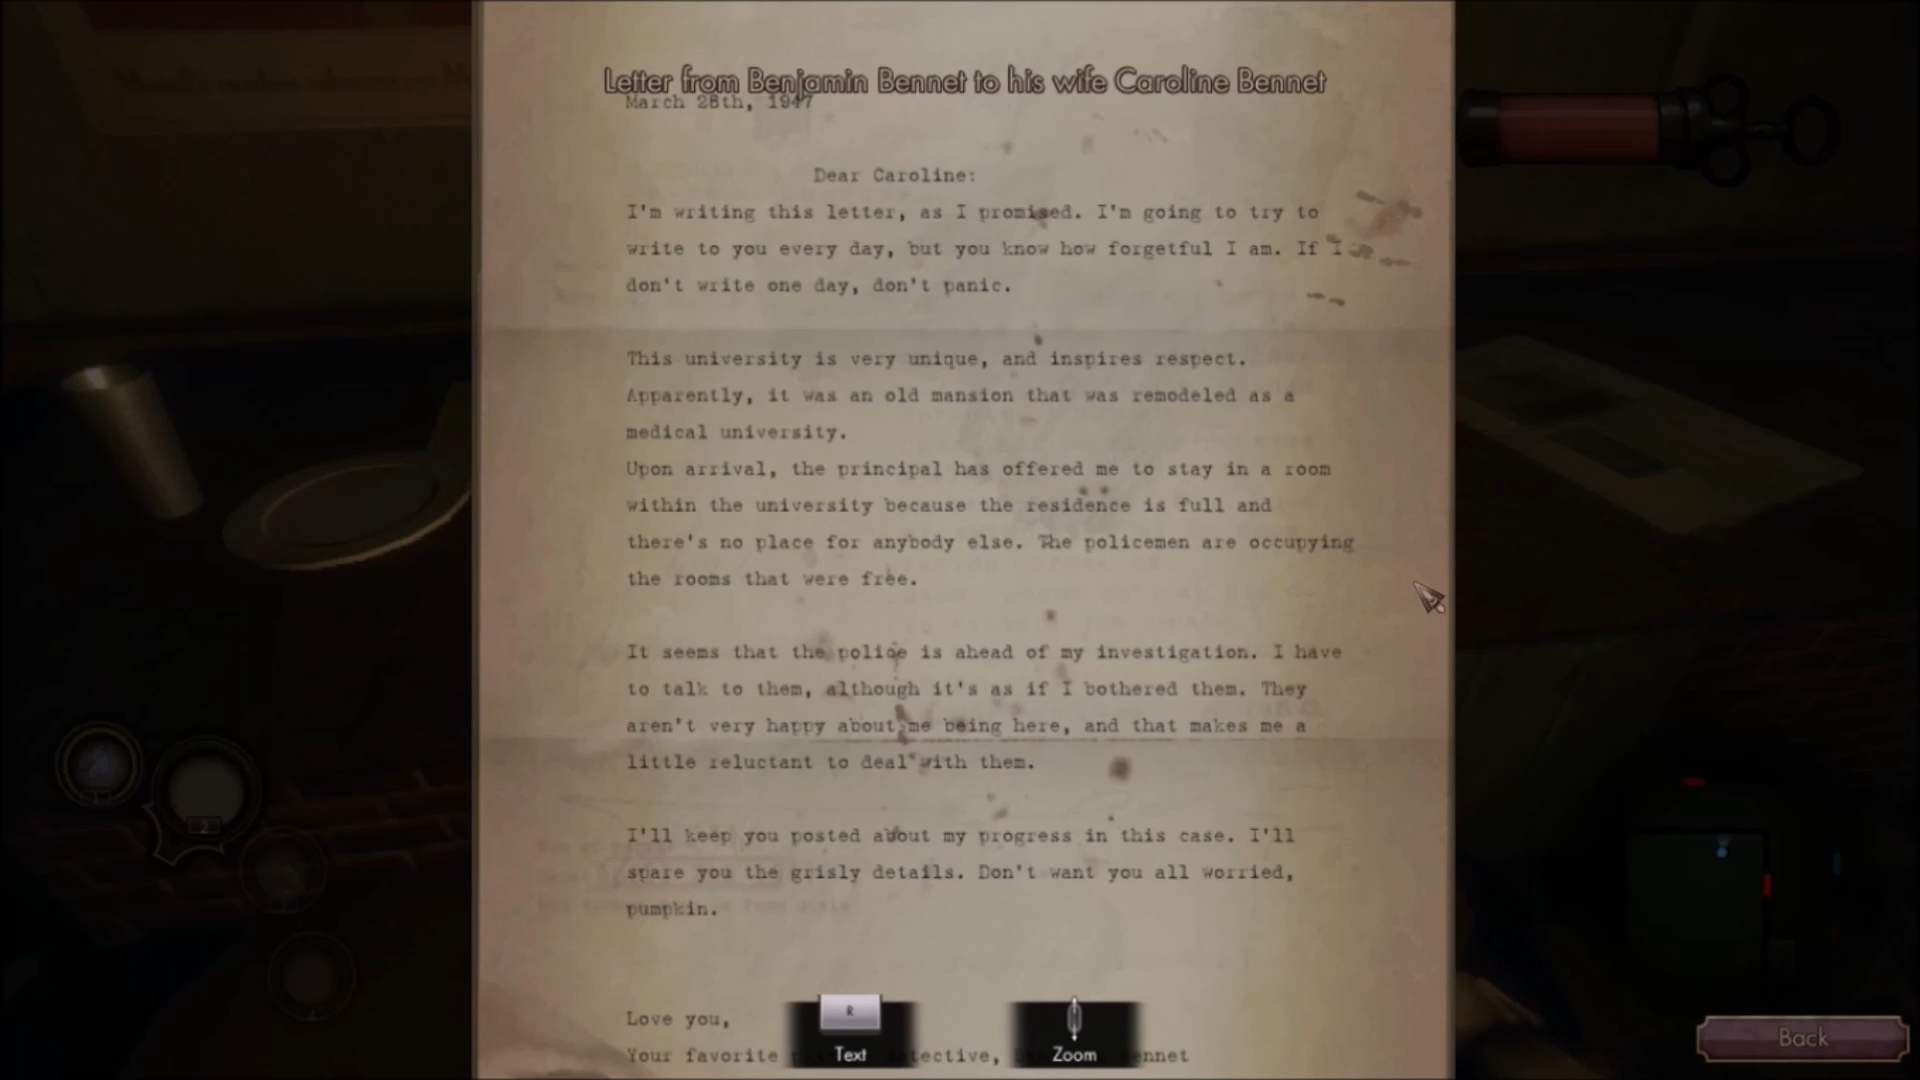 Letter from Benjamin Bennet to his wife Caroline Bennet
March 28th, 1947
Dear Caroline:
I'm writing this letter, as I promised. I'm going to try to
write to you every day, but you know how forgetful I am. If I
don't write one day, don't panic.
This university is very unique, and inspires respect.
Apparently, it was an old mansion that was remodeled as a
medical university.
Upon arrival, the principal has offered me to stay in a room
within the university because the residence is full and
there's no place for anybody else. The policemen are occupying
the rooms that were free.
It seems that the police is ahead of my investigation. I have
to talk to them, although it's as if I bothered them. They
aren't very happy about me being here, and that makes me a
little reluctant to deal with them.
I'll keep you posted about my progress in this case. I'll
spare you the grisly details. Don't want you all worried,
pumpkin.
Love you,
Your favorite
R
Text
Zoom
Back
2